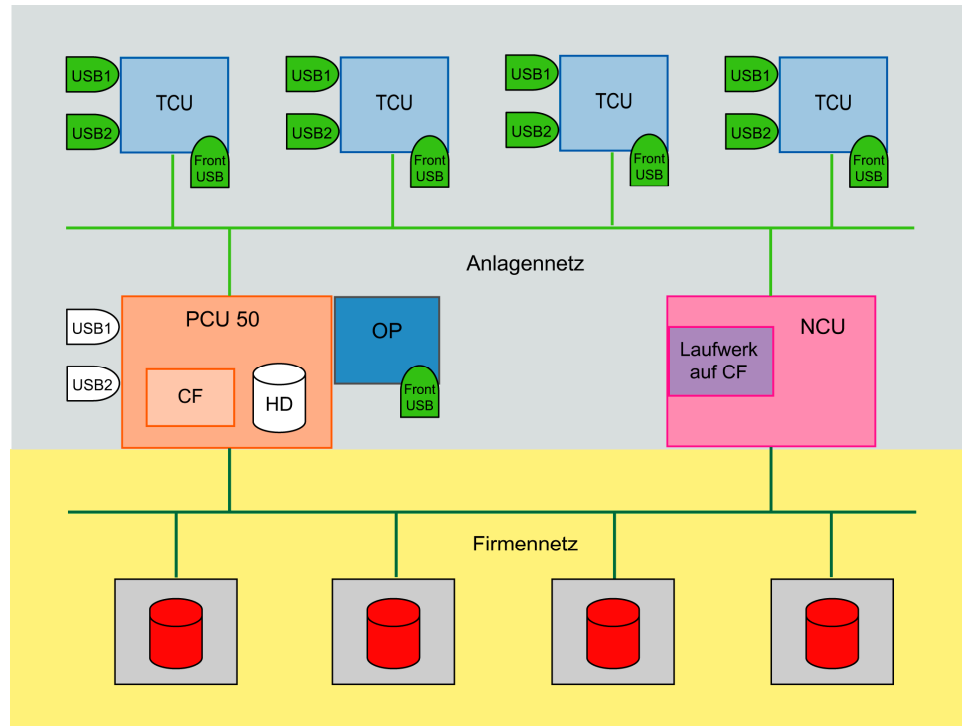 USB1
TCU
USB2
Front
USB
USB1
TCU
USB2
Front
USB
USB1
TCU
USB2
Front
USB
USB1
TCU
USB2
Front
USB
Anlagennetz
USB1
USB2
PCU 50
CF
HD
OP
Front
USB
NCU
Laufwerk
auf CF
Firmennetz